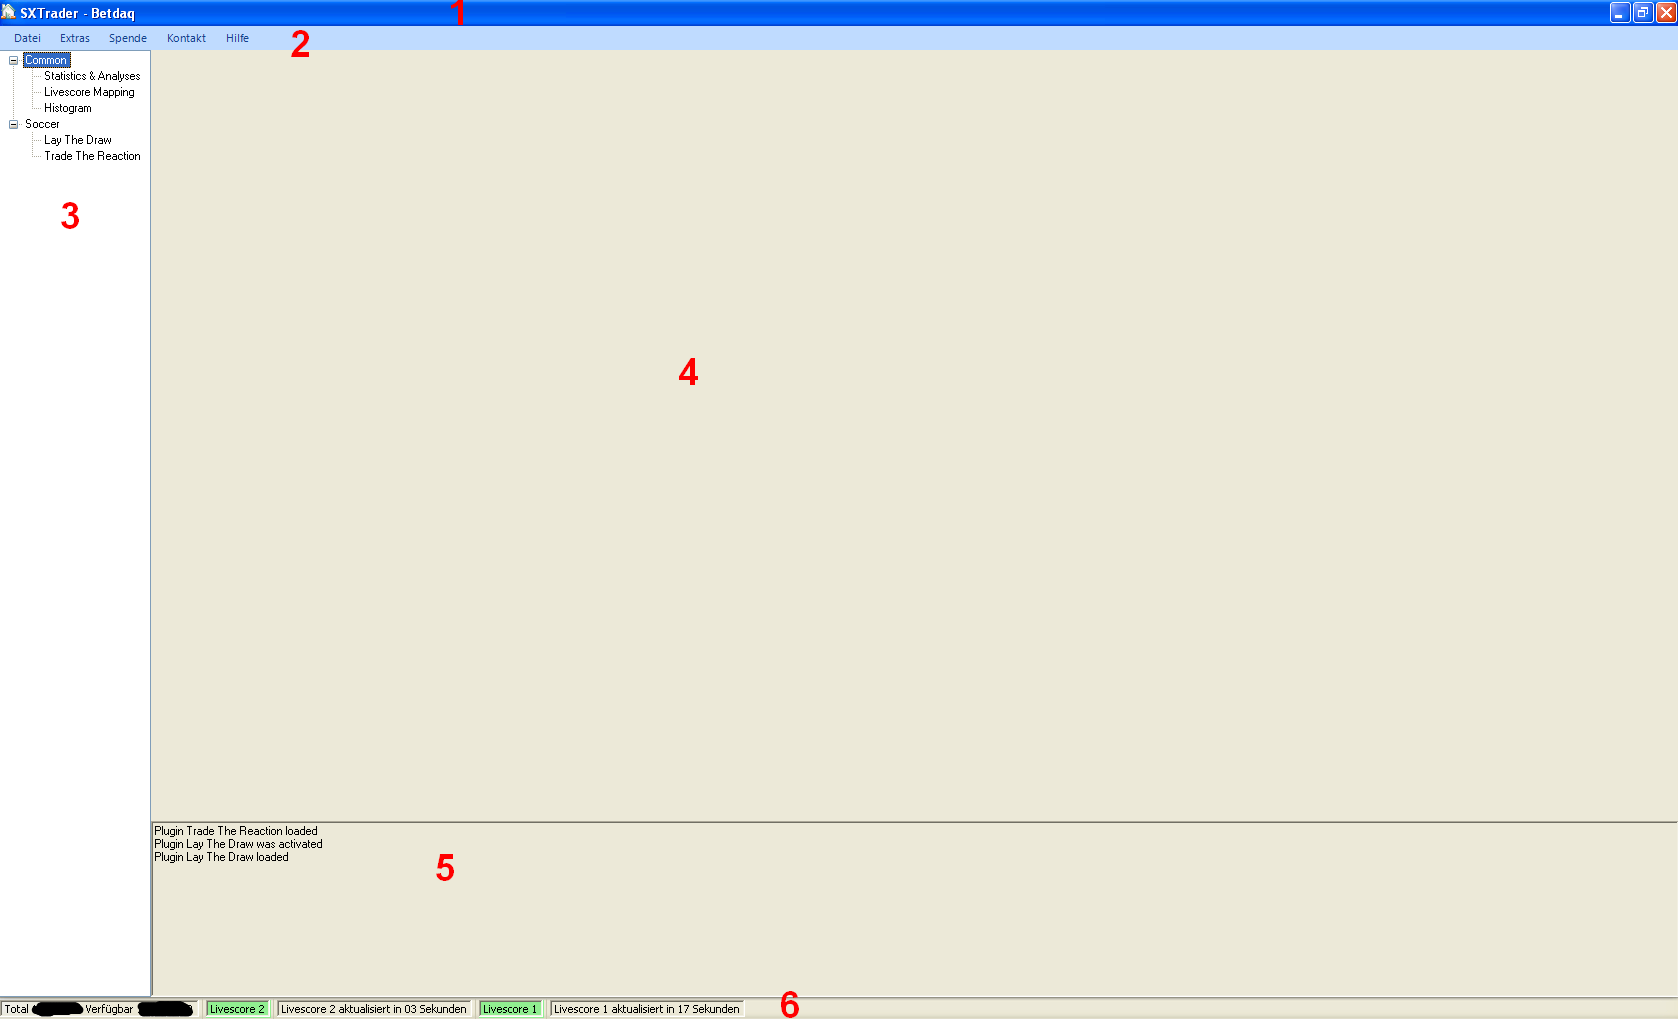 SXTrader - Betdaq 1
Datei Extras Spende Kontakt Hilfe 2
Common
Statistics & Analyses
Livescore Mapping
Histogram
Soccer
Lay The Draw
Trade The Reaction
3
4
Plugin Trade The Reaction loaded
Plugin Lay The Draw was activated
Plugin Lay The Draw loaded
5
Total Verfügbar Livescore 2 Livescore 2 aktualisiert in 03 Sekunden Livescore 1 Livescore 1 aktualisiert in 17 Sekunden 6